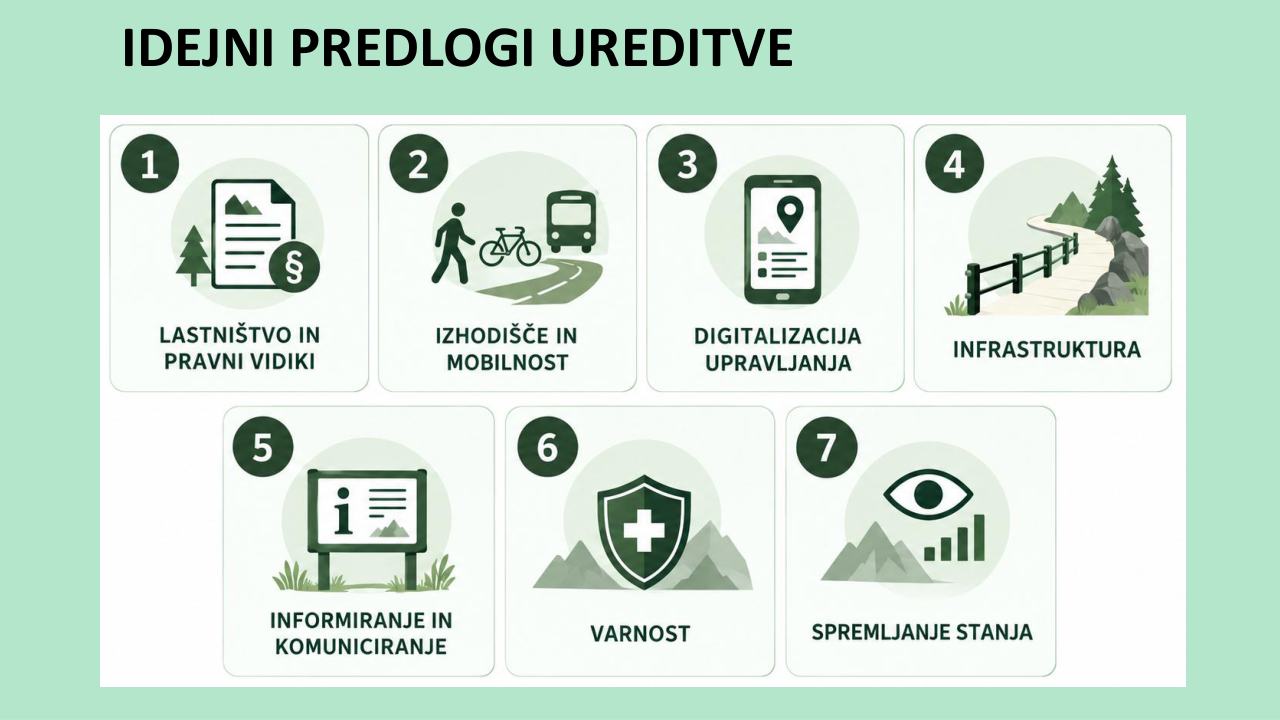 IDEJNI PREDLOGI UREDITVE
1
§
LASTNIŠTVO IN
PRAVNI VIDIKI
2
IZHODIŠČE IN
MOBILNOST
3
DIGITALIZACIJA
UPRAVLJANJA
4
INFRASTRUKTURA
5
i
INFORMIRANJE IN
KOMUNICIRANJE
6
VARNOST
7
SPREMLJANJE STANJA